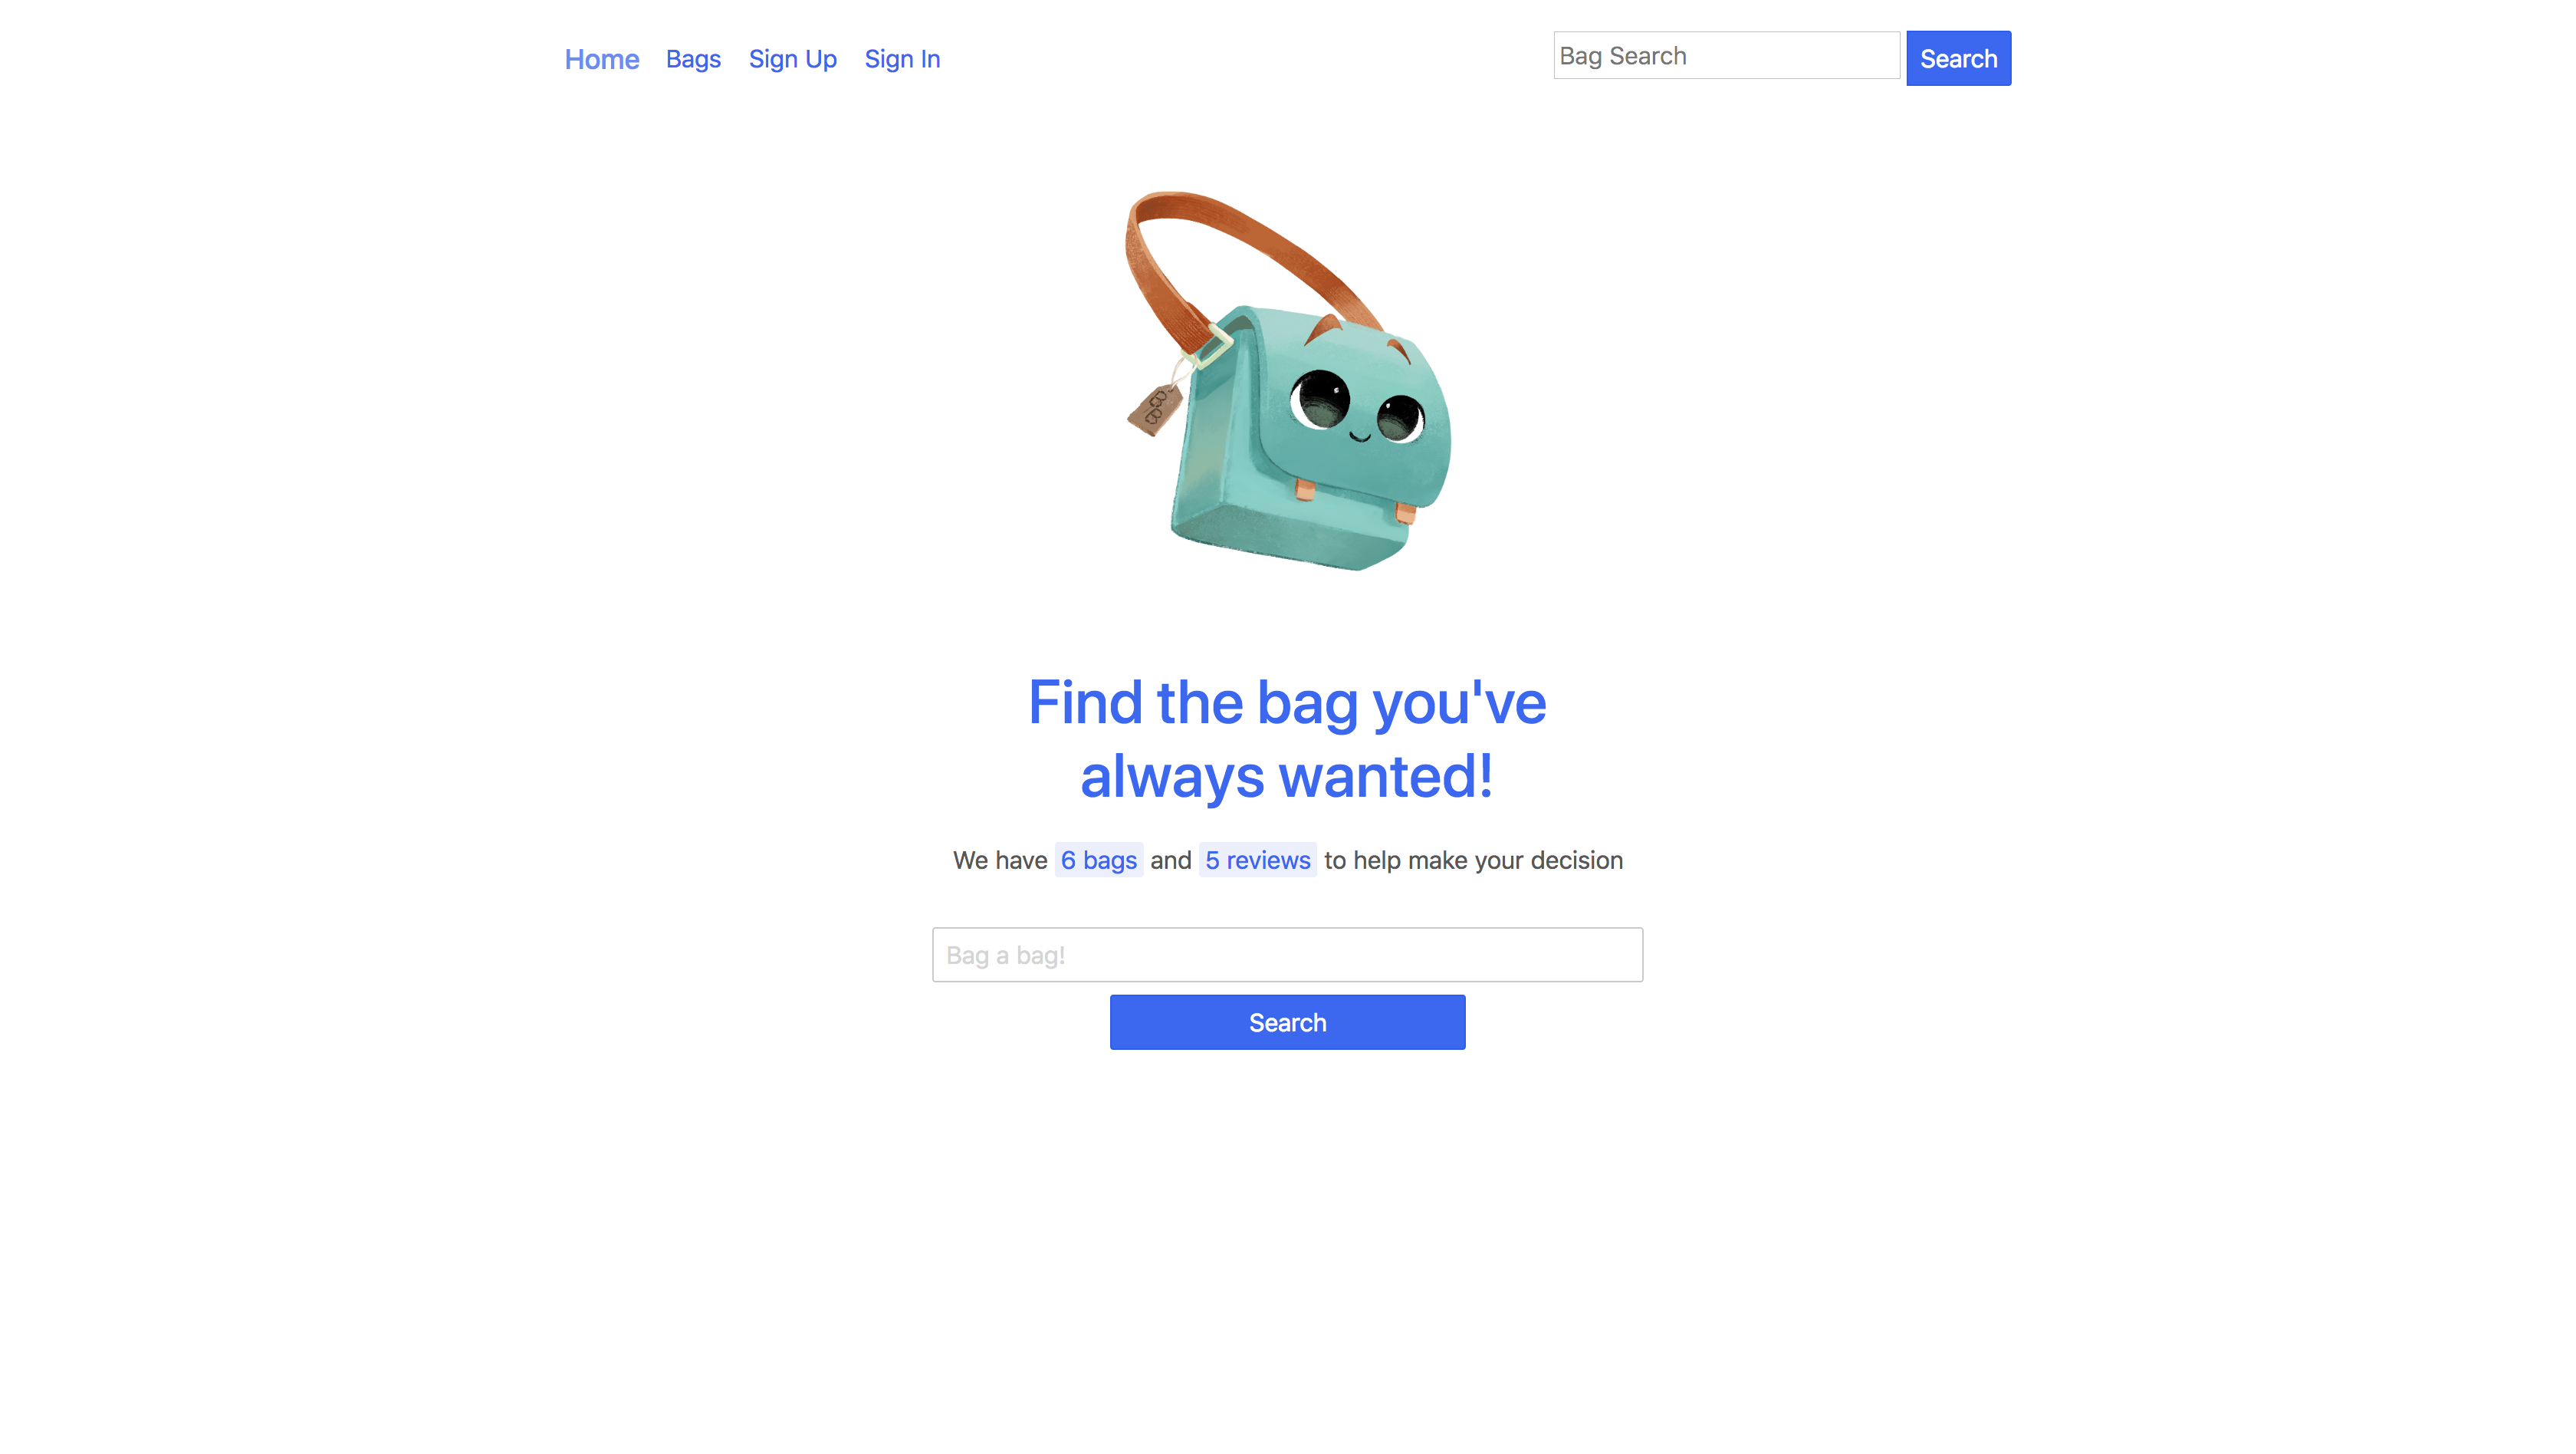 Home Bags Sign Up Sign In Bag Search Search
Find the bag you've
always wanted!
We have 6 bags and 5 reviews to help make your decision
Bag a bag!
Search